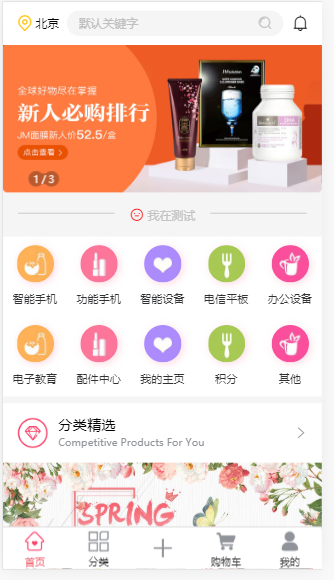 北京
默认关键字
全球好物尽在掌握
新人必购排行
JM面膜新人价52.5/盒
点击查看 >
JMsolution
1 / 3
我在测试
智能手机 功能手机 智能设备 电信平板 办公设备
电子教育 配件中心 我的主页 积分 其他
分类精选
Competitive Products For You
SPRING
首页 分类 购物车 我的